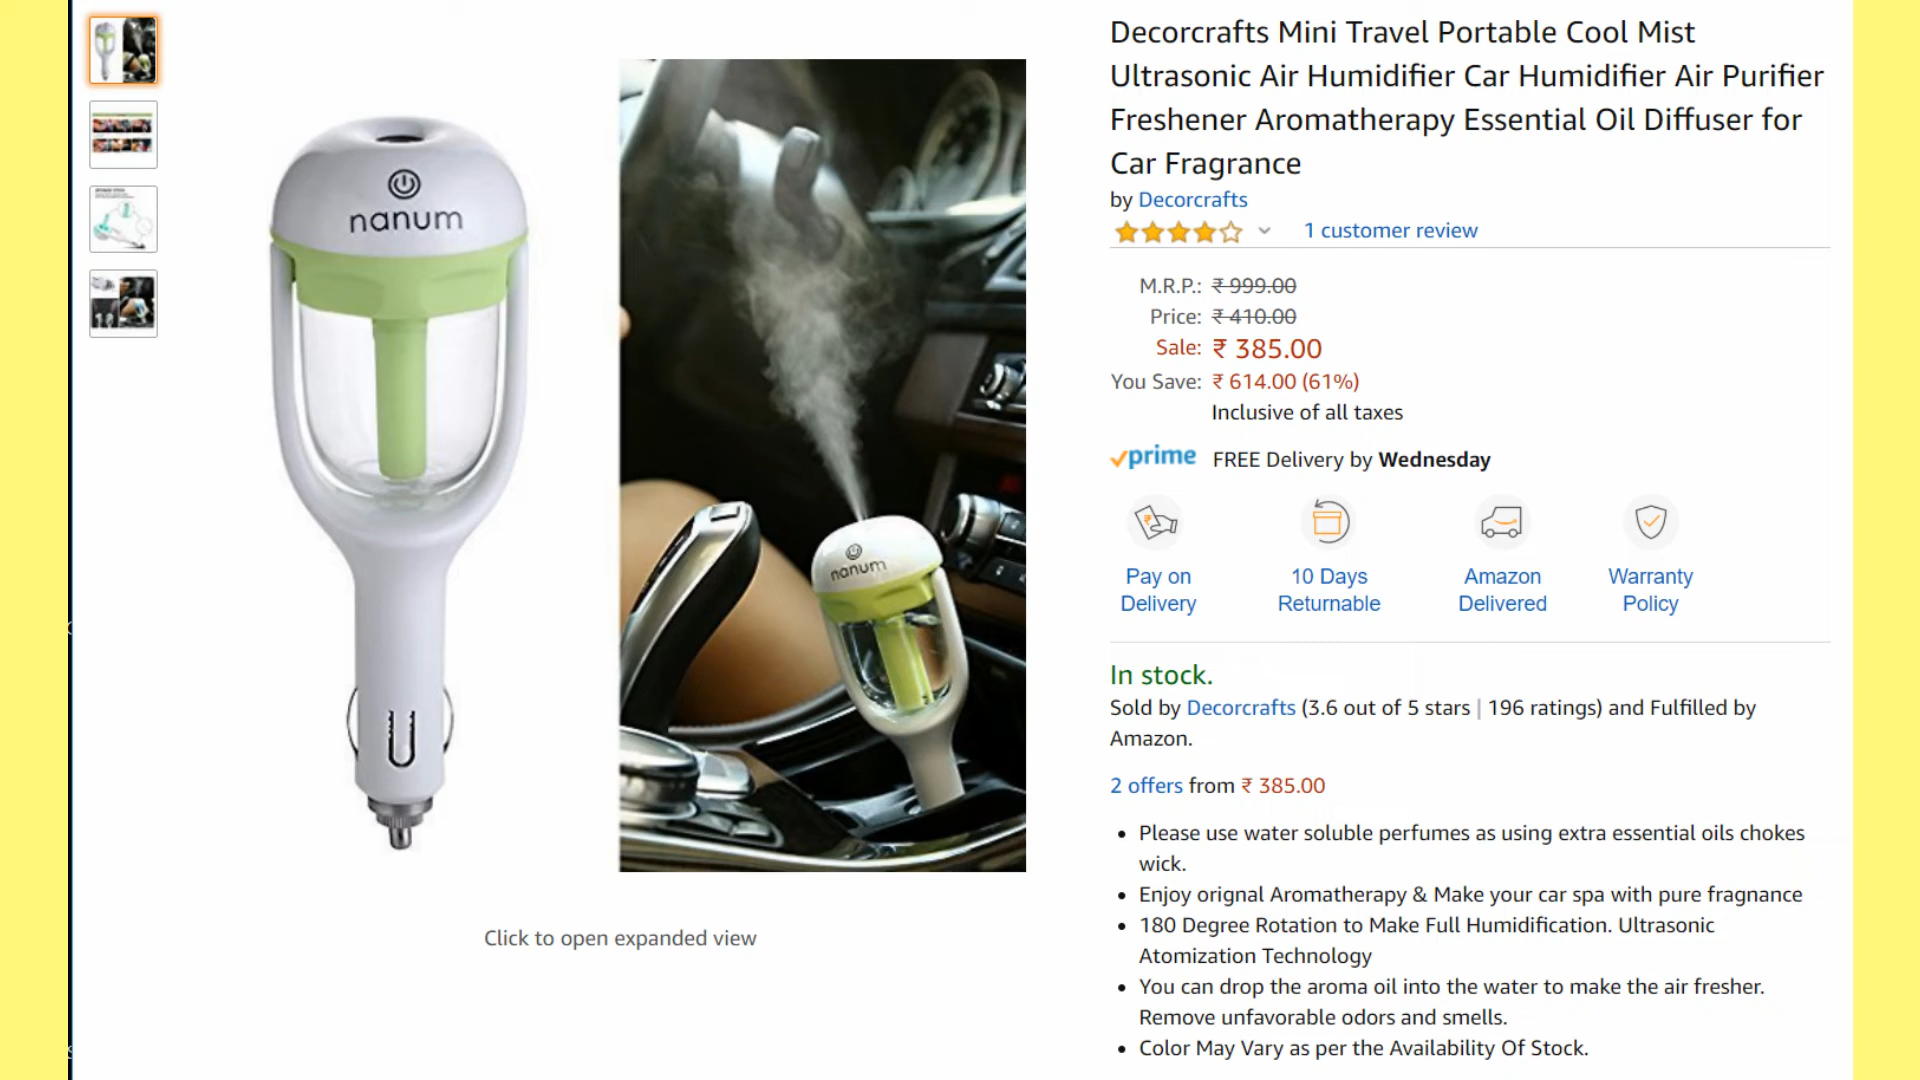 nanum
nanum
Click to open expanded view
Decorcrafts Mini Travel Portable Cool Mist
Ultrasonic Air Humidifier Car Humidifier Air Purifier
Freshener Aromatherapy Essential Oil Diffuser for
Car Fragrance
by Decorcrafts
1 customer review
M.R.P.: ₹ 999.00
Price: ₹ 410.00
Sale: ₹ 385.00
You Save: ₹ 614.00 (61%)
Inclusive of all taxes
prime FREE Delivery by Wednesday
Pay on Delivery
10 Days Returnable
Amazon Delivered
Warranty Policy
In stock.
Sold by Decorcrafts (3.6 out of 5 stars | 196 ratings) and Fulfilled by
Amazon.
2 offers from ₹ 385.00
• Please use water soluble perfumes as using extra essential oils chokes
wick.
• Enjoy orignal Aromatherapy & Make your car spa with pure fragnance
• 180 Degree Rotation to Make Full Humidification. Ultrasonic
Atomization Technology
• You can drop the aroma oil into the water to make the air fresher.
Remove unfavorable odors and smells.
• Color May Vary as per the Availability Of Stock.